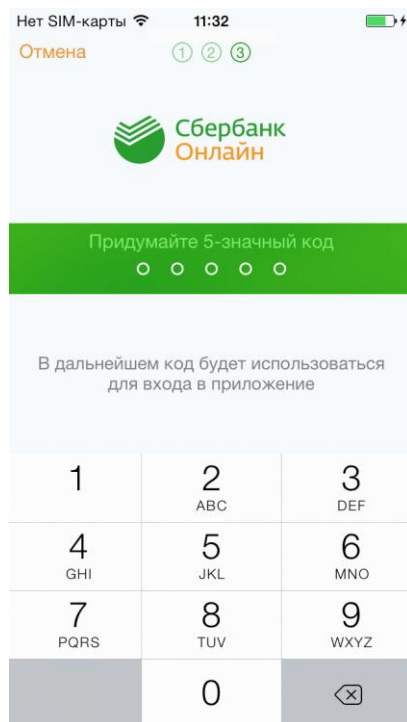 Нет SIM-карты 11:32
Отмена 1 2 3
Сбербанк
Онлайн
Придумайте 5-значный код
В дальнейшем код будет использоваться
для входа в приложение
1 2 3
ABC DEF
4 5 6
GHI JKL MNO
7 8 9
PQRS TUV WXYZ
0